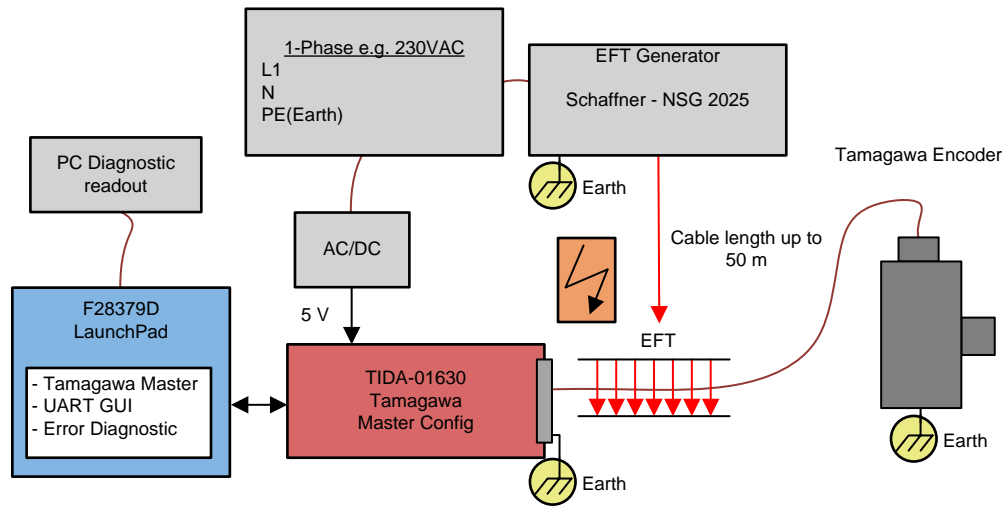 1-Phase e.g. 230VAC
L1
N
PE(Earth)
EFT Generator
Schaffner - NSG 2025
PC Diagnostic
readout
Earth
Tamagawa Encoder
AC/DC
Cable length up to
50 m
F28379D
LaunchPad
5 V
EFT
- Tamagawa Master
- UART GUI
- Error Diagnostic
TIDA-01630
Tamagawa
Master Config
Earth
Earth